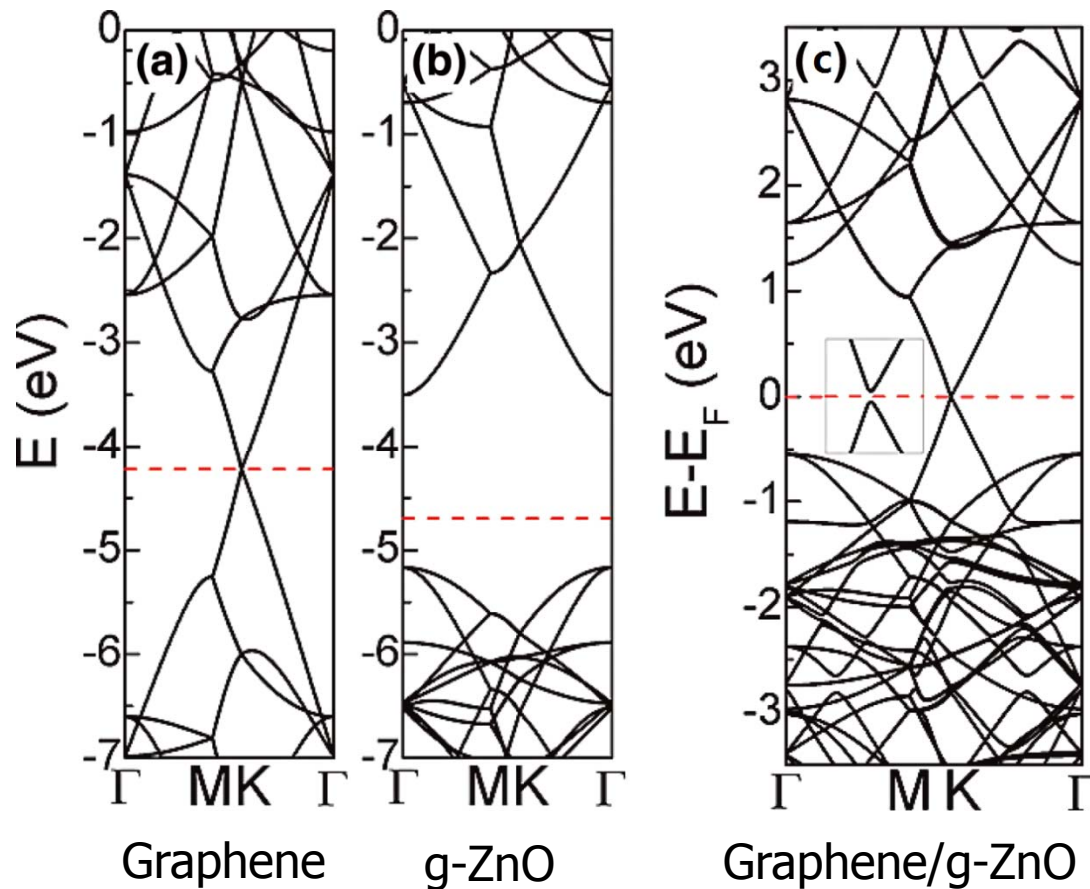 (a)
0
-1
-2
-3
-4
-5
-6
-7
E (eV)
Γ M K Γ
Graphene
(b)
0
-1
-2
-3
-4
-5
-6
-7
Γ M K Γ
g-ZnO
(c)
3
2
1
0
-1
-2
-3
E-E_F (eV)
Γ M K Γ
Graphene/g-ZnO